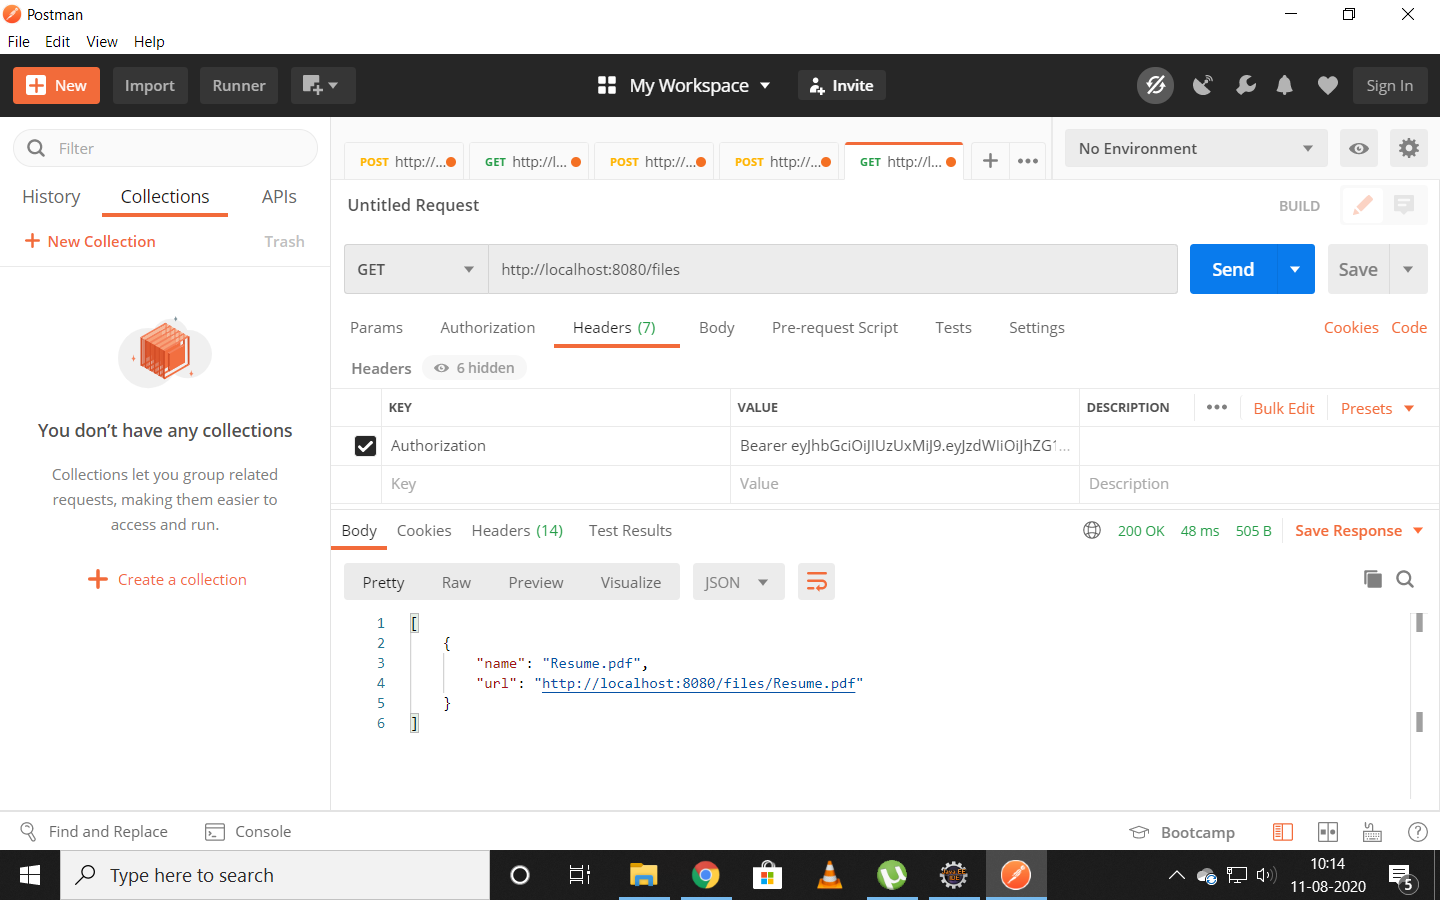 Postman
File Edit View Help
New Import Runner My Workspace Invite Sign In
Filter
History Collections APIs
New Collection Trash
You don't have any collections
Collections let you group related
requests, making them easier to
access and run.
Create a collection
POST http://... GET http://l... POST http://... POST http://... GET http://l...
No Environment
Untitled Request BUILD
GET http://localhost:8080/files Send Save
Params Authorization Headers (7) Body Pre-request Script Tests Settings Cookies Code
Headers 6 hidden
KEY VALUE DESCRIPTION Bulk Edit Presets
Authorization Bearer eyJhbGciOiJIUzUxMiJ9.eyJzdWIiOiJhZG1...
Key Value Description
Body Cookies Headers (14) Test Results 200 OK 48 ms 505 B Save Response
Pretty Raw Preview Visualize JSON
1 [
2 {
3 "name": "Resume.pdf",
4 "url": "http://localhost:8080/files/Resume.pdf"
5 }
6 ]
Find and Replace Console Bootcamp
Type here to search
10:14
11-08-2020
5